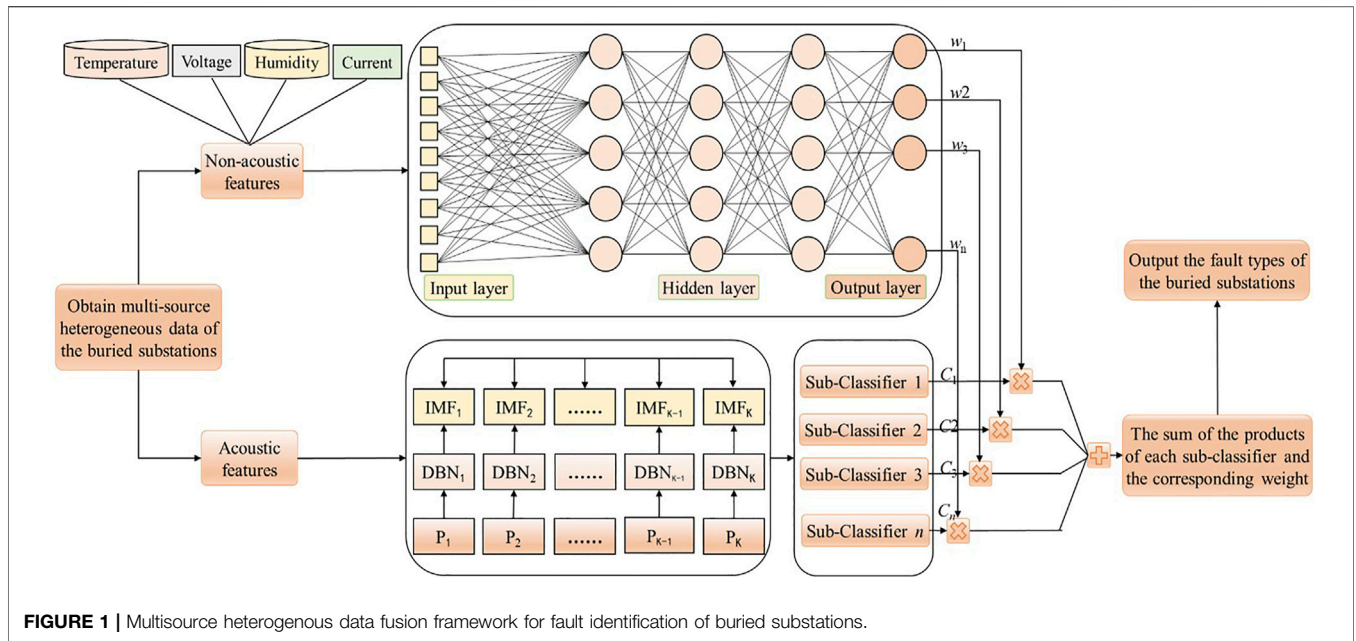 Temperature
Voltage
Humidity
Current
Non-acoustic
features
Input layer
Hidden layer
Output layer
w1
w2
w3
wn
Obtain multi-source
heterogeneous data of
the buried substations
Acoustic
features
IMF1
IMF2
......
IMFK-1
IMFK
DBN1
DBN2
......
DBNK-1
DBNK
P1
P2
......
PK-1
PK
Sub-Classifier 1
Sub-Classifier 2
Sub-Classifier 3
Sub-Classifier n
C1
C2
C3
Cn
The sum of the products
of each sub-classifier and
the corresponding weight
Output the fault types of
the buried substations
FIGURE 1 | Multisource heterogenous data fusion framework for fault identification of buried substations.